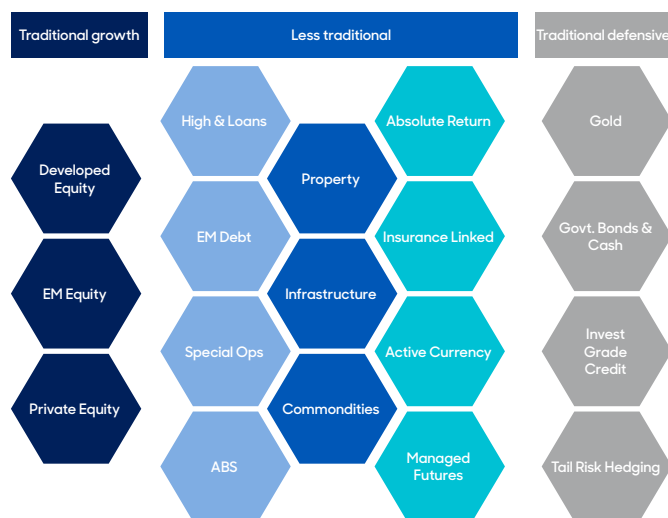 Traditional growth
Less traditional
Traditional defensive
Developed
Equity
EM Equity
Private Equity
High & Loans
EM Debt
Special Ops
ABS
Property
Infrastructure
Commondities
Absolute Return
Insurance Linked
Active Currency
Managed
Futures
Gold
Govt. Bonds &
Cash
Invest
Grade
Credit
Tail Risk Hedging